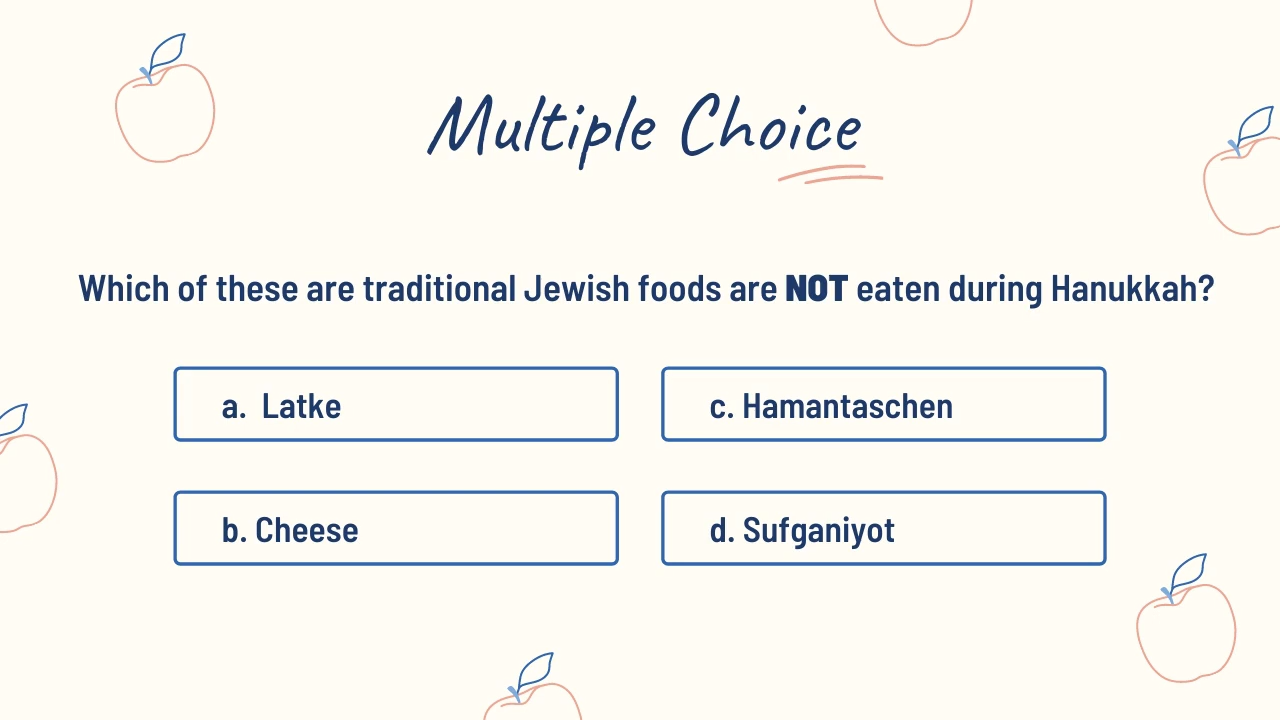 Multiple Choice
Which of these are traditional Jewish foods are NOT eaten during Hanukkah?
a. Latke
c. Hamantaschen
b. Cheese
d. Sufganiyot